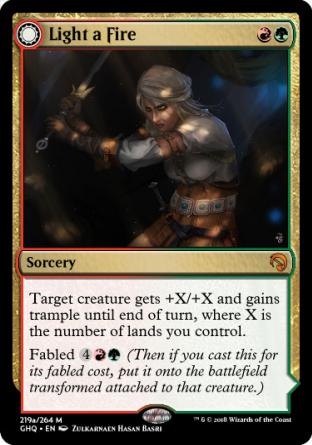 Light a Fire
Sorcery
Target creature gets +X/+X and gains
trample until end of turn, where X is
the number of lands you control.
Fabled 4 (Then if you cast this for
its fabled cost, put it onto the battlefield
transformed attached to that creature.)
219a/264 M
GHQ • EN Zulkarnaen Hasan Basri
™ & © 2018 Wizards of the Coast